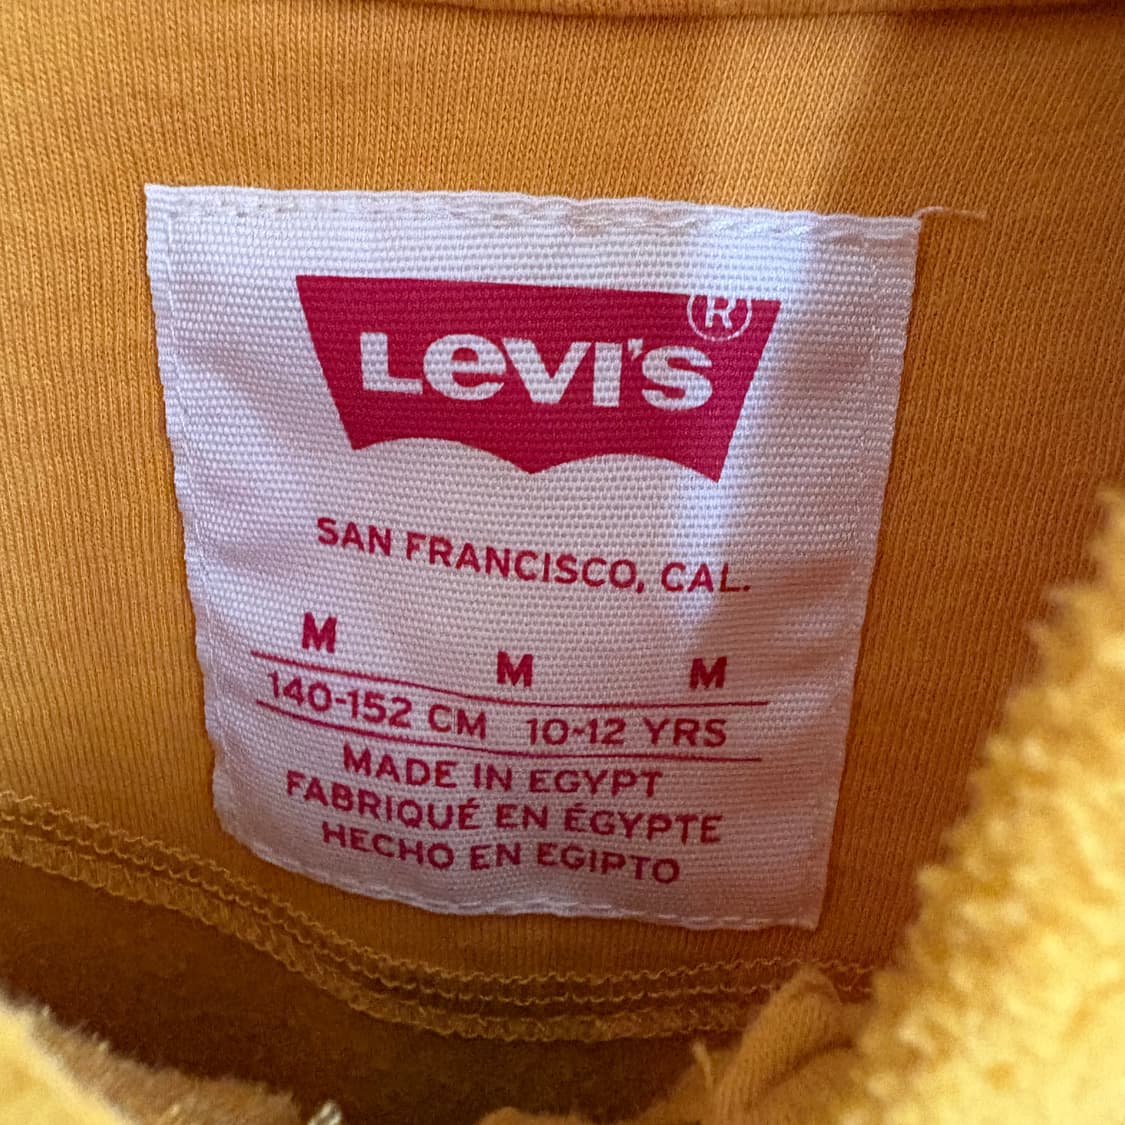 LEVI'S®
SAN FRANCISCO, CAL.
M M M
140-152 CM 10-12 YRS
MADE IN EGYPT
FABRIQUÉ EN ÉGYPTE
HECHO EN EGIPTO